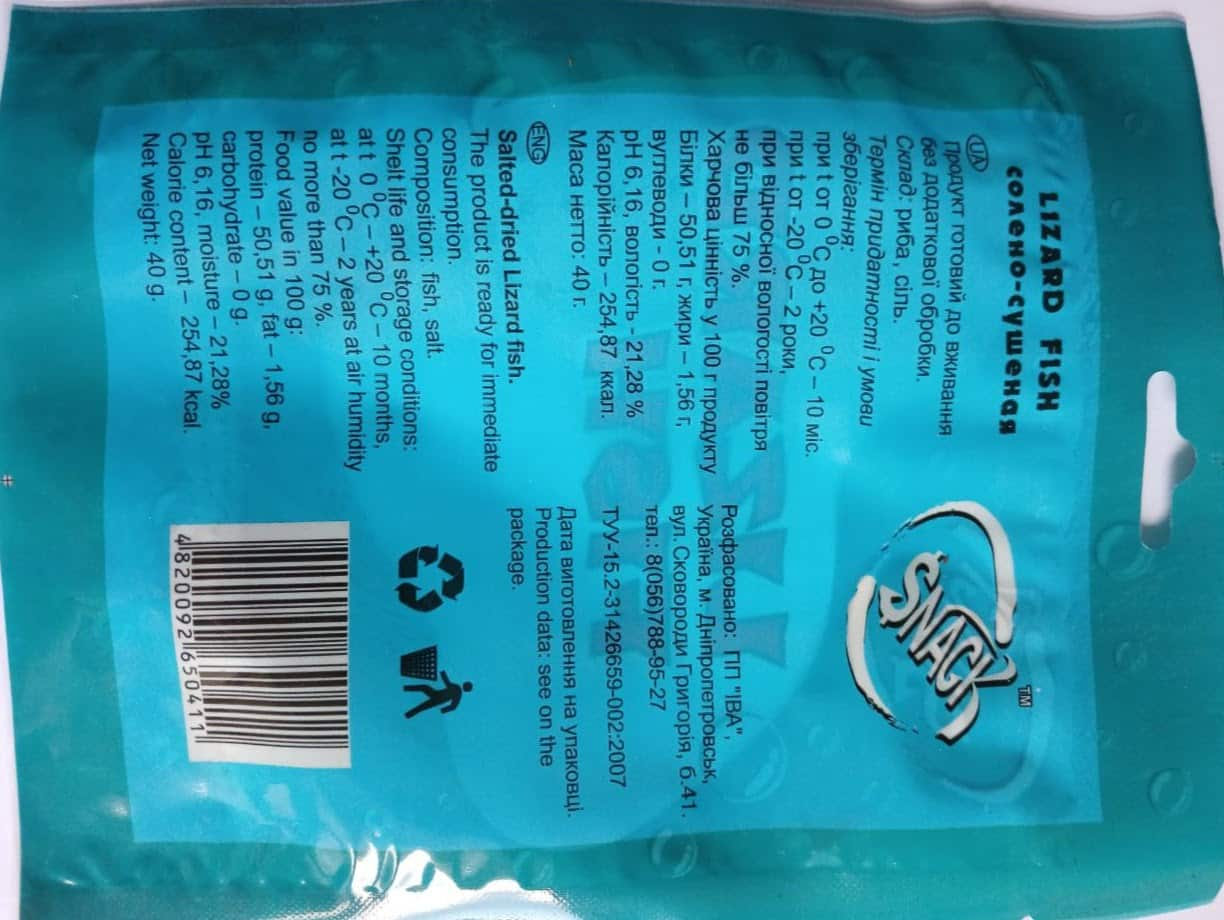 LIZARD FISH
солено-сушеная
UA
Продукт готовий до вживання
без додаткової обробки.
Склад: риба, сіль.
Термін придатності і умови
зберігання:
при t от 0 ⁰C до +20 ⁰C – 10 міс.
при t от -20 ⁰C – 2 роки,
при відносної вологості повітря
не більш 75 %.
Харчова цінність у 100 г продукту
Білки – 50,51 г, жири – 1,56 г,
вуглеводи - 0 г.
pH 6,16, вологість - 21,28 %
Калорійність – 254,87 ккал.
Маса нетто: 40 г.
ENG
Salted-dried Lizard fish.
The product is ready for immediate
consumption.
Composition: fish, salt.
Shelt life and storage conditions:
at t 0 ⁰C – +20 ⁰C – 10 months,
at t -20 ⁰C – 2 years at air humidity
no more than 75 %.
Food value in 100 g:
protein – 50,51 g, fat – 1,56 g,
carbohydrate – 0 g.
pH 6,16, moisture – 21,28%
Calorie content – 254,87 kcal.
Net weight: 40 g.
SNACK TM
Розфасовано: ПП "ІВА",
Україна, м. Дніпропетровськ,
вул. Сковороди Григорія, б.41.
тел.: 8(056)788-95-27
ТУУ-15.2-31426659-002:2007
Дата виготовлення на упаковці.
Production data: see on the
package.
4820092650411